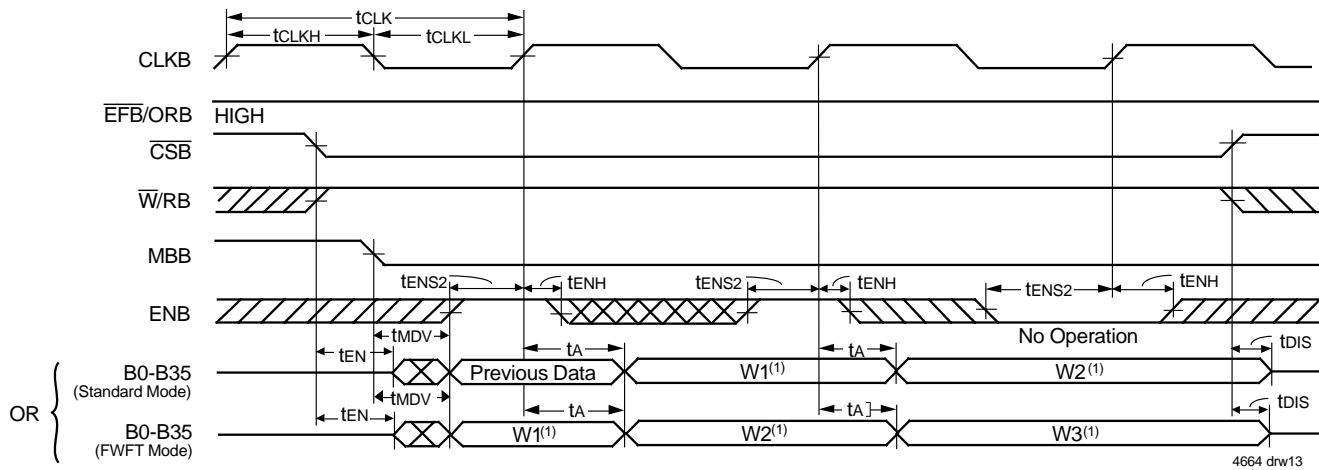 tCLK
tCLKH tCLKL
CLKB
EFB/ORB HIGH
CSB
W/RB
MBB
tENS2 tENH tENS2 tENH tENS2 tENH
ENB
No Operation
tMDV
tEN tA tA tDIS
B0-B35 Previous Data W1(1) W2(1)
(Standard Mode)
OR
tMDV
tEN tA tA] tDIS
B0-B35 W1(1) W2(1) W3(1)
(FWFT Mode)
4664 drw13